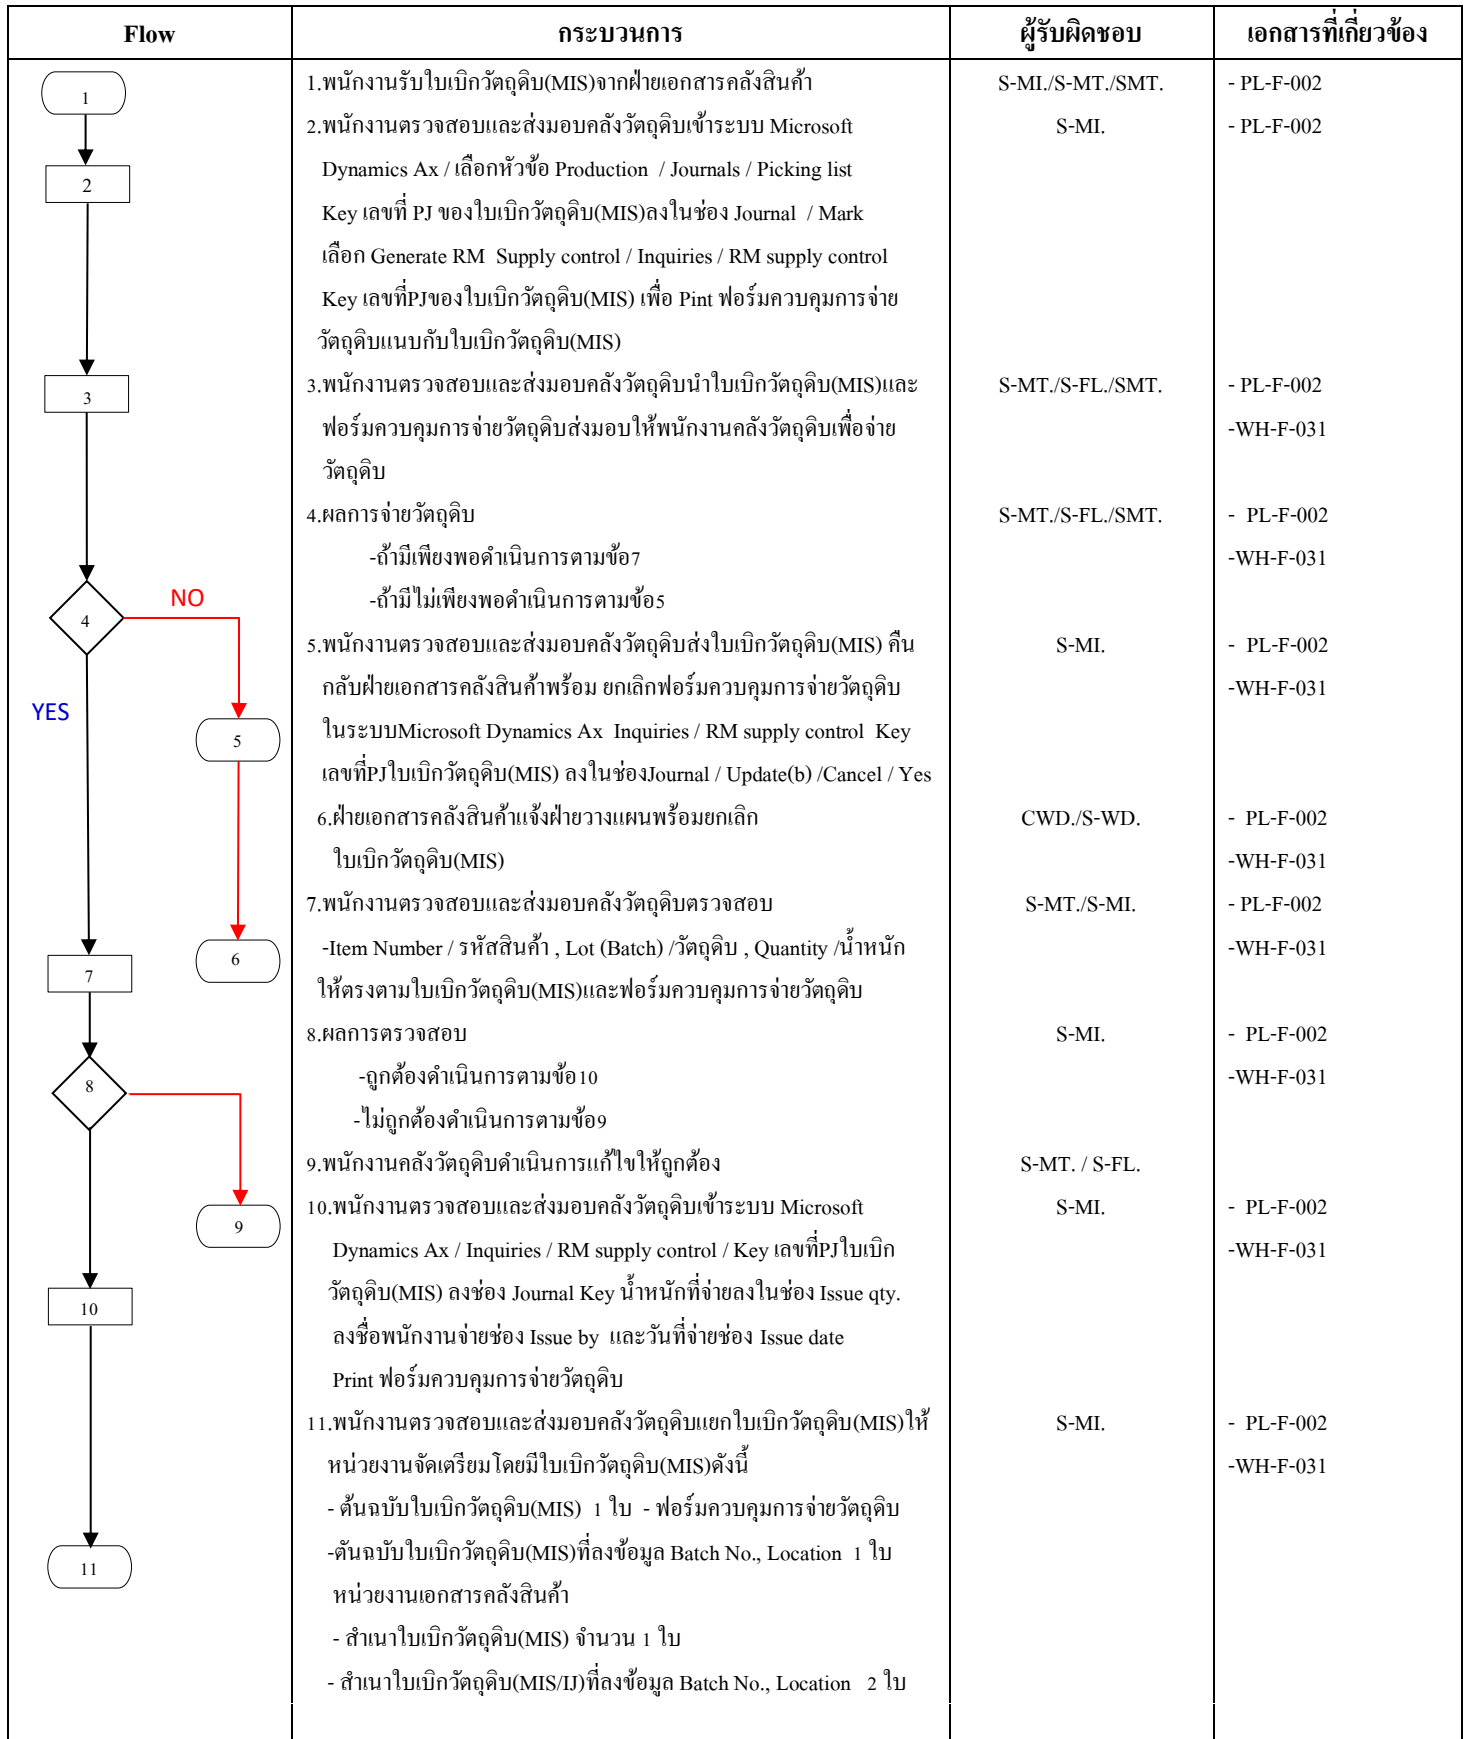 Flow กระบวนการ ผู้รับผิดชอบ เอกสารที่เกี่ยวข้อง
1 1.พนักงานรับใบเบิกวัตถุดิบ(MIS)จากฝ่ายเอกสารคลังสินค้า S-MI./S-MT./SMT. - PL-F-002
2.พนักงานตรวจสอบและส่งมอบคลังวัตถุดิบเข้าระบบ Microsoft S-MI. - PL-F-002
2 Dynamics Ax / เลือกหัวข้อ Production / Journals / Picking list
Key เลขที่ PJ ของใบเบิกวัตถุดิบ(MIS)ลงในช่อง Journal / Mark
เลือก Generate RM Supply control / Inquiries / RM supply control
Key เลขที่PJของใบเบิกวัตถุดิบ(MIS) เพื่อ Pint ฟอร์มควบคุมการจ่าย
วัตถุดิบแนบกับใบเบิกวัตถุดิบ(MIS)
3 3.พนักงานตรวจสอบและส่งมอบคลังวัตถุดิบนำใบเบิกวัตถุดิบ(MIS)และ S-MT./S-FL./SMT. - PL-F-002
ฟอร์มควบคุมการจ่ายวัตถุดิบส่งมอบให้พนักงานคลังวัตถุดิบเพื่อจ่าย -WH-F-031
วัตถุดิบ
4.ผลการจ่ายวัตถุดิบ S-MT./S-FL./SMT. - PL-F-002
-ถ้ามีเพียงพอดำเนินการตามข้อ7 -WH-F-031
NO -ถ้ามีไม่เพียงพอดำเนินการตามข้อ5
4 5.พนักงานตรวจสอบและส่งมอบคลังวัตถุดิบส่งใบเบิกวัตถุดิบ(MIS) คืน S-MI. - PL-F-002
กลับฝ่ายเอกสารคลังสินค้าพร้อม ยกเลิกฟอร์มควบคุมการจ่ายวัตถุดิบ -WH-F-031
YES
5 ในระบบMicrosoft Dynamics Ax Inquiries / RM supply control Key
เลขที่PJใบเบิกวัตถุดิบ(MIS) ลงในช่องJournal / Update(b) /Cancel / Yes
6.ฝ่ายเอกสารคลังสินค้าแจ้งฝ่ายวางแผนพร้อมยกเลิก CWD./S-WD. - PL-F-002
ใบเบิกวัตถุดิบ(MIS) -WH-F-031
7.พนักงานตรวจสอบและส่งมอบคลังวัตถุดิบตรวจสอบ S-MT./S-MI. - PL-F-002
6 -Item Number / รหัสสินค้า , Lot (Batch) /วัตถุดิบ , Quantity /น้ำหนัก -WH-F-031
7 ให้ตรงตามใบเบิกวัตถุดิบ(MIS)และฟอร์มควบคุมการจ่ายวัตถุดิบ
8.ผลการตรวจสอบ S-MI. - PL-F-002
8 -ถูกต้องดำเนินการตามข้อ10 -WH-F-031
-ไม่ถูกต้องดำเนินการตามข้อ9
9.พนักงานคลังวัตถุดิบดำเนินการแก้ไขให้ถูกต้อง S-MT. / S-FL.
9 10.พนักงานตรวจสอบและส่งมอบคลังวัตถุดิบเข้าระบบ Microsoft S-MI. - PL-F-002
Dynamics Ax / Inquiries / RM supply control / Key เลขที่PJใบเบิก -WH-F-031
10 วัตถุดิบ(MIS) ลงช่อง Journal Key น้ำหนักที่จ่ายลงในช่อง Issue qty.
ลงชื่อพนักงานจ่ายช่อง Issue by และวันที่จ่ายช่อง Issue date
Print ฟอร์มควบคุมการจ่ายวัตถุดิบ
11.พนักงานตรวจสอบและส่งมอบคลังวัตถุดิบแยกใบเบิกวัตถุดิบ(MIS)ให้ S-MI. - PL-F-002
หน่วยงานจัดเตรียมโดยมีใบเบิกวัตถุดิบ(MIS)ดังนี้ -WH-F-031
- ต้นฉบับใบเบิกวัตถุดิบ(MIS) 1 ใบ - ฟอร์มควบคุมการจ่ายวัตถุดิบ
11 -ตันฉบับใบเบิกวัตถุดิบ(MIS)ที่ลงข้อมูล Batch No., Location 1 ใบ
หน่วยงานเอกสารคลังสินค้า
- สำเนาใบเบิกวัตถุดิบ(MIS) จำนวน 1 ใบ
- สำเนาใบเบิกวัตถุดิบ(MIS/IJ)ที่ลงข้อมูล Batch No., Location 2 ใบ